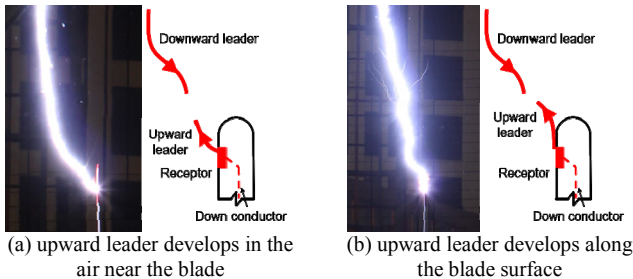 Downward leader
Upward
leader
Receptor
Down conductor
(a) upward leader develops in the
air near the blade
Downward leader
Upward
leader
Receptor
Down conductor
(b) upward leader develops along
the blade surface